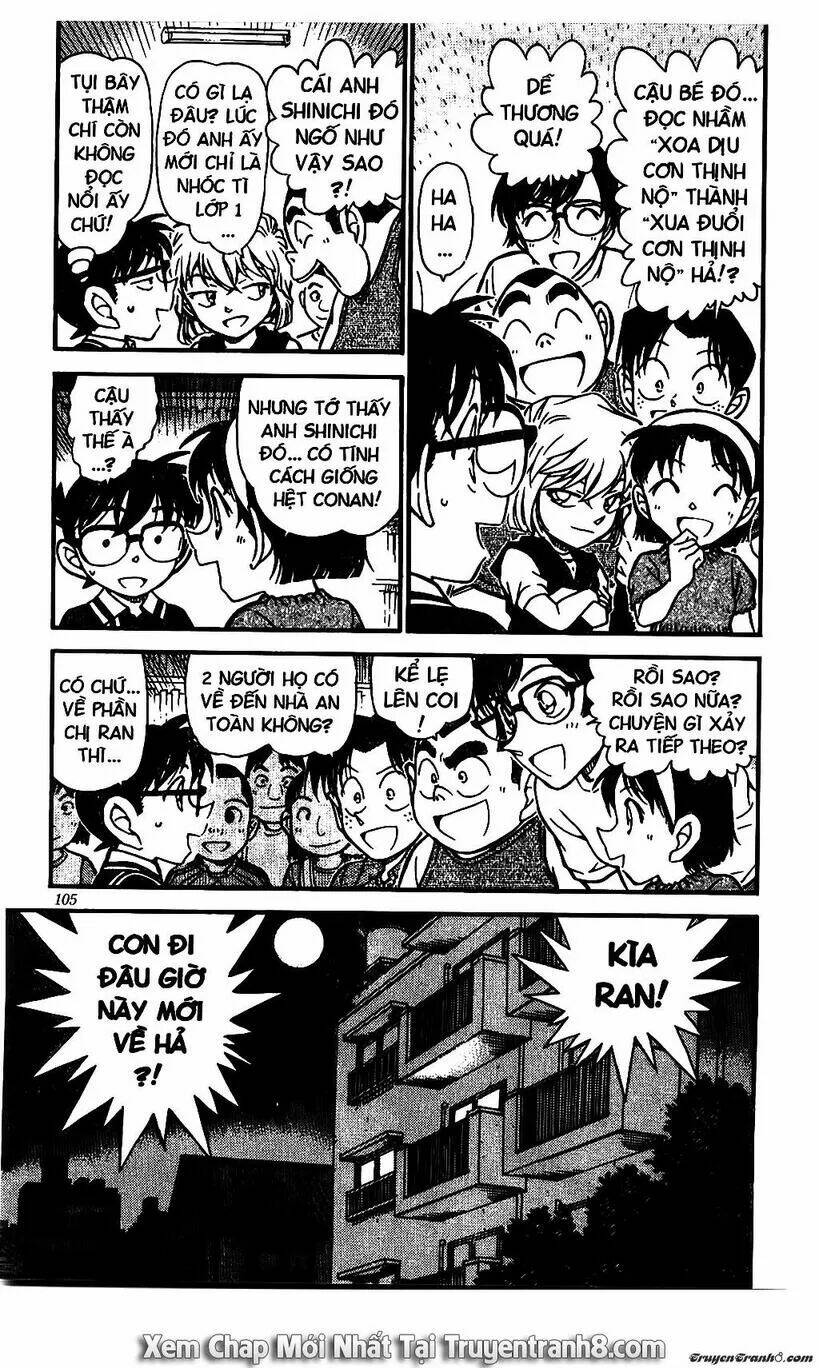 CẬU BÉ ĐÓ...
ĐỌC NHẦM
“XOA DỊU
CƠN THỊNH
NỘ” THÀNH
“XUA ĐUỔI
CƠN THỊNH
NỘ” HẢ!?
DỄ
THƯƠNG
QUÁ!
HA
HA
...
CÁI ANH
SHINICHI ĐÓ
NGỐ NHƯ
VẬY SAO
?!
CÓ GÌ LẠ
ĐÂU? LÚC
ĐÓ ANH ẤY
MỚI CHỈ LÀ
NHÓC TÌ
LỚP 1
...
TỤI BÂY
THẬM
CHÍ CÒN
KHÔNG
ĐỌC
NỔI ẤY
CHỨ!
NHƯNG TỚ THẤY
ANH SHINICHI
ĐÓ... CÓ TÍNH
CÁCH GIỐNG
HỆT CONAN!
CẬU
THẤY
THẾ À
...?
RỒI SAO?
RỒI SAO NỮA?
CHUYỆN GÌ XẢY
RA TIẾP THEO?
KỂ LẸ
LÊN COI
!
2 NGƯỜI HỌ CÓ
VỀ ĐẾN NHÀ AN
TOÀN KHÔNG?
CÓ CHỨ...
VỀ PHẦN
CHỊ RAN
THÌ...
105
KÌA
RAN!
CON ĐI
ĐÂU GIỜ
NÀY MỚI
VỀ HẢ
?!
Xem Chap Mới Nhất Tại Truyentranh8.com
TruyenTranh8.com